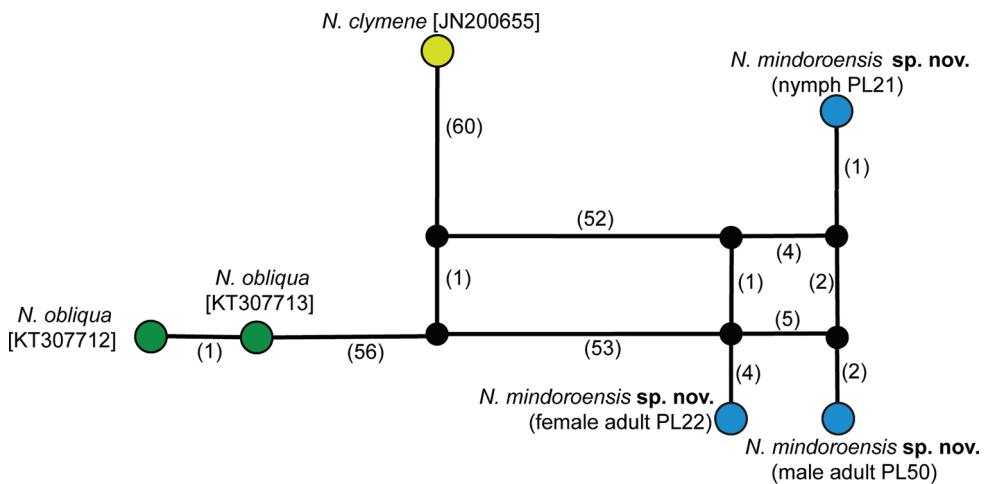 N. clymene [JN200655]
N. mindoroensis sp. nov.
(nymph PL21)
(60)
(1)
(52)
(4)
(1)
(1)
(2)
N. obliqua
[KT307713]
N. obliqua
[KT307712]
(1)
(56)
(53)
(5)
(4)
(2)
N. mindoroensis sp. nov.
(female adult PL22)
N. mindoroensis sp. nov.
(male adult PL50)